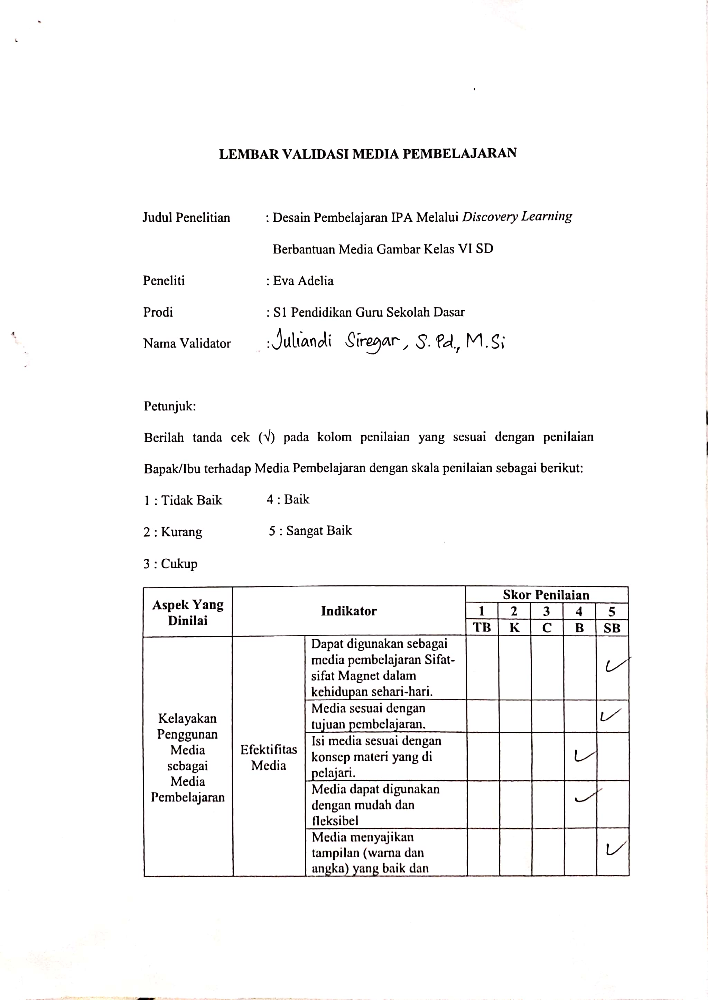 LEMBAR VALIDASI MEDIA PEMBELAJARAN
Judul Penelitian : Desain Pembelajaran IPA Melalui Discovery Learning
Berbantuan Media Gambar Kelas VI SD
Peneliti : Eva Adelia
Prodi : S1 Pendidikan Guru Sekolah Dasar
Nama Validator : Juliandi Siregar, S.Pd., M.Si
Petunjuk:
Berilah tanda cek (√) pada kolom penilaian yang sesuai dengan penilaian
Bapak/Ibu terhadap Media Pembelajaran dengan skala penilaian sebagai berikut:
1 : Tidak Baik 4 : Baik
2 : Kurang 5 : Sangat Baik
3 : Cukup
Aspek Yang
Dinilai
Indikator
Skor Penilaian
1 2 3 4 5
TB K C B SB
Kelayakan
Penggunan
Media
sebagai
Media
Pembelajaran
Efektifitas
Media
Dapat digunakan sebagai
media pembelajaran Sifat-
sifat Magnet dalam
kehidupan sehari-hari.
✓
Media sesuai dengan
tujuan pembelajaran.
✓
Isi media sesuai dengan
konsep materi yang di
pelajari.
✓
Media dapat digunakan
dengan mudah dan
fleksibel
✓
Media menyajikan
tampilan (warna dan
angka) yang baik dan
✓